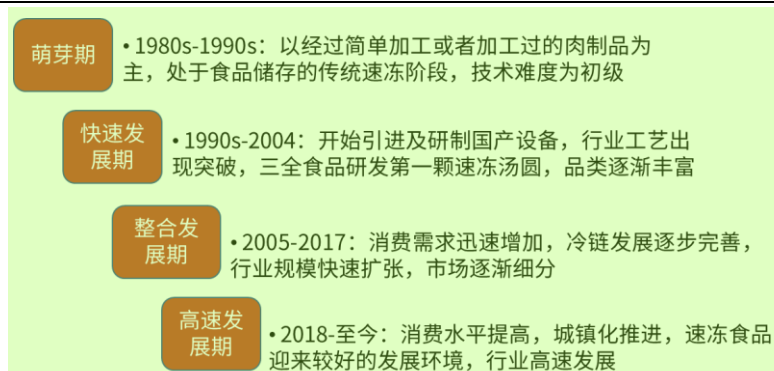 萌芽期
• 1980s-1990s：以经过简单加工或者加工过的肉制品为
主，处于食品储存的传统速冻阶段，技术难度为初级
快速发
展期
• 1990s-2004：开始引进及研制国产设备，行业工艺出
现突破，三全食品研发第一颗速冻汤圆，品类逐渐丰富
整合发
展期
• 2005-2017：消费需求迅速增加，冷链发展逐步完善，
行业规模快速扩张，市场逐渐细分
高速发
展期
• 2018-至今：消费水平提高，城镇化推进，速冻食品
迎来较好的发展环境，行业高速发展